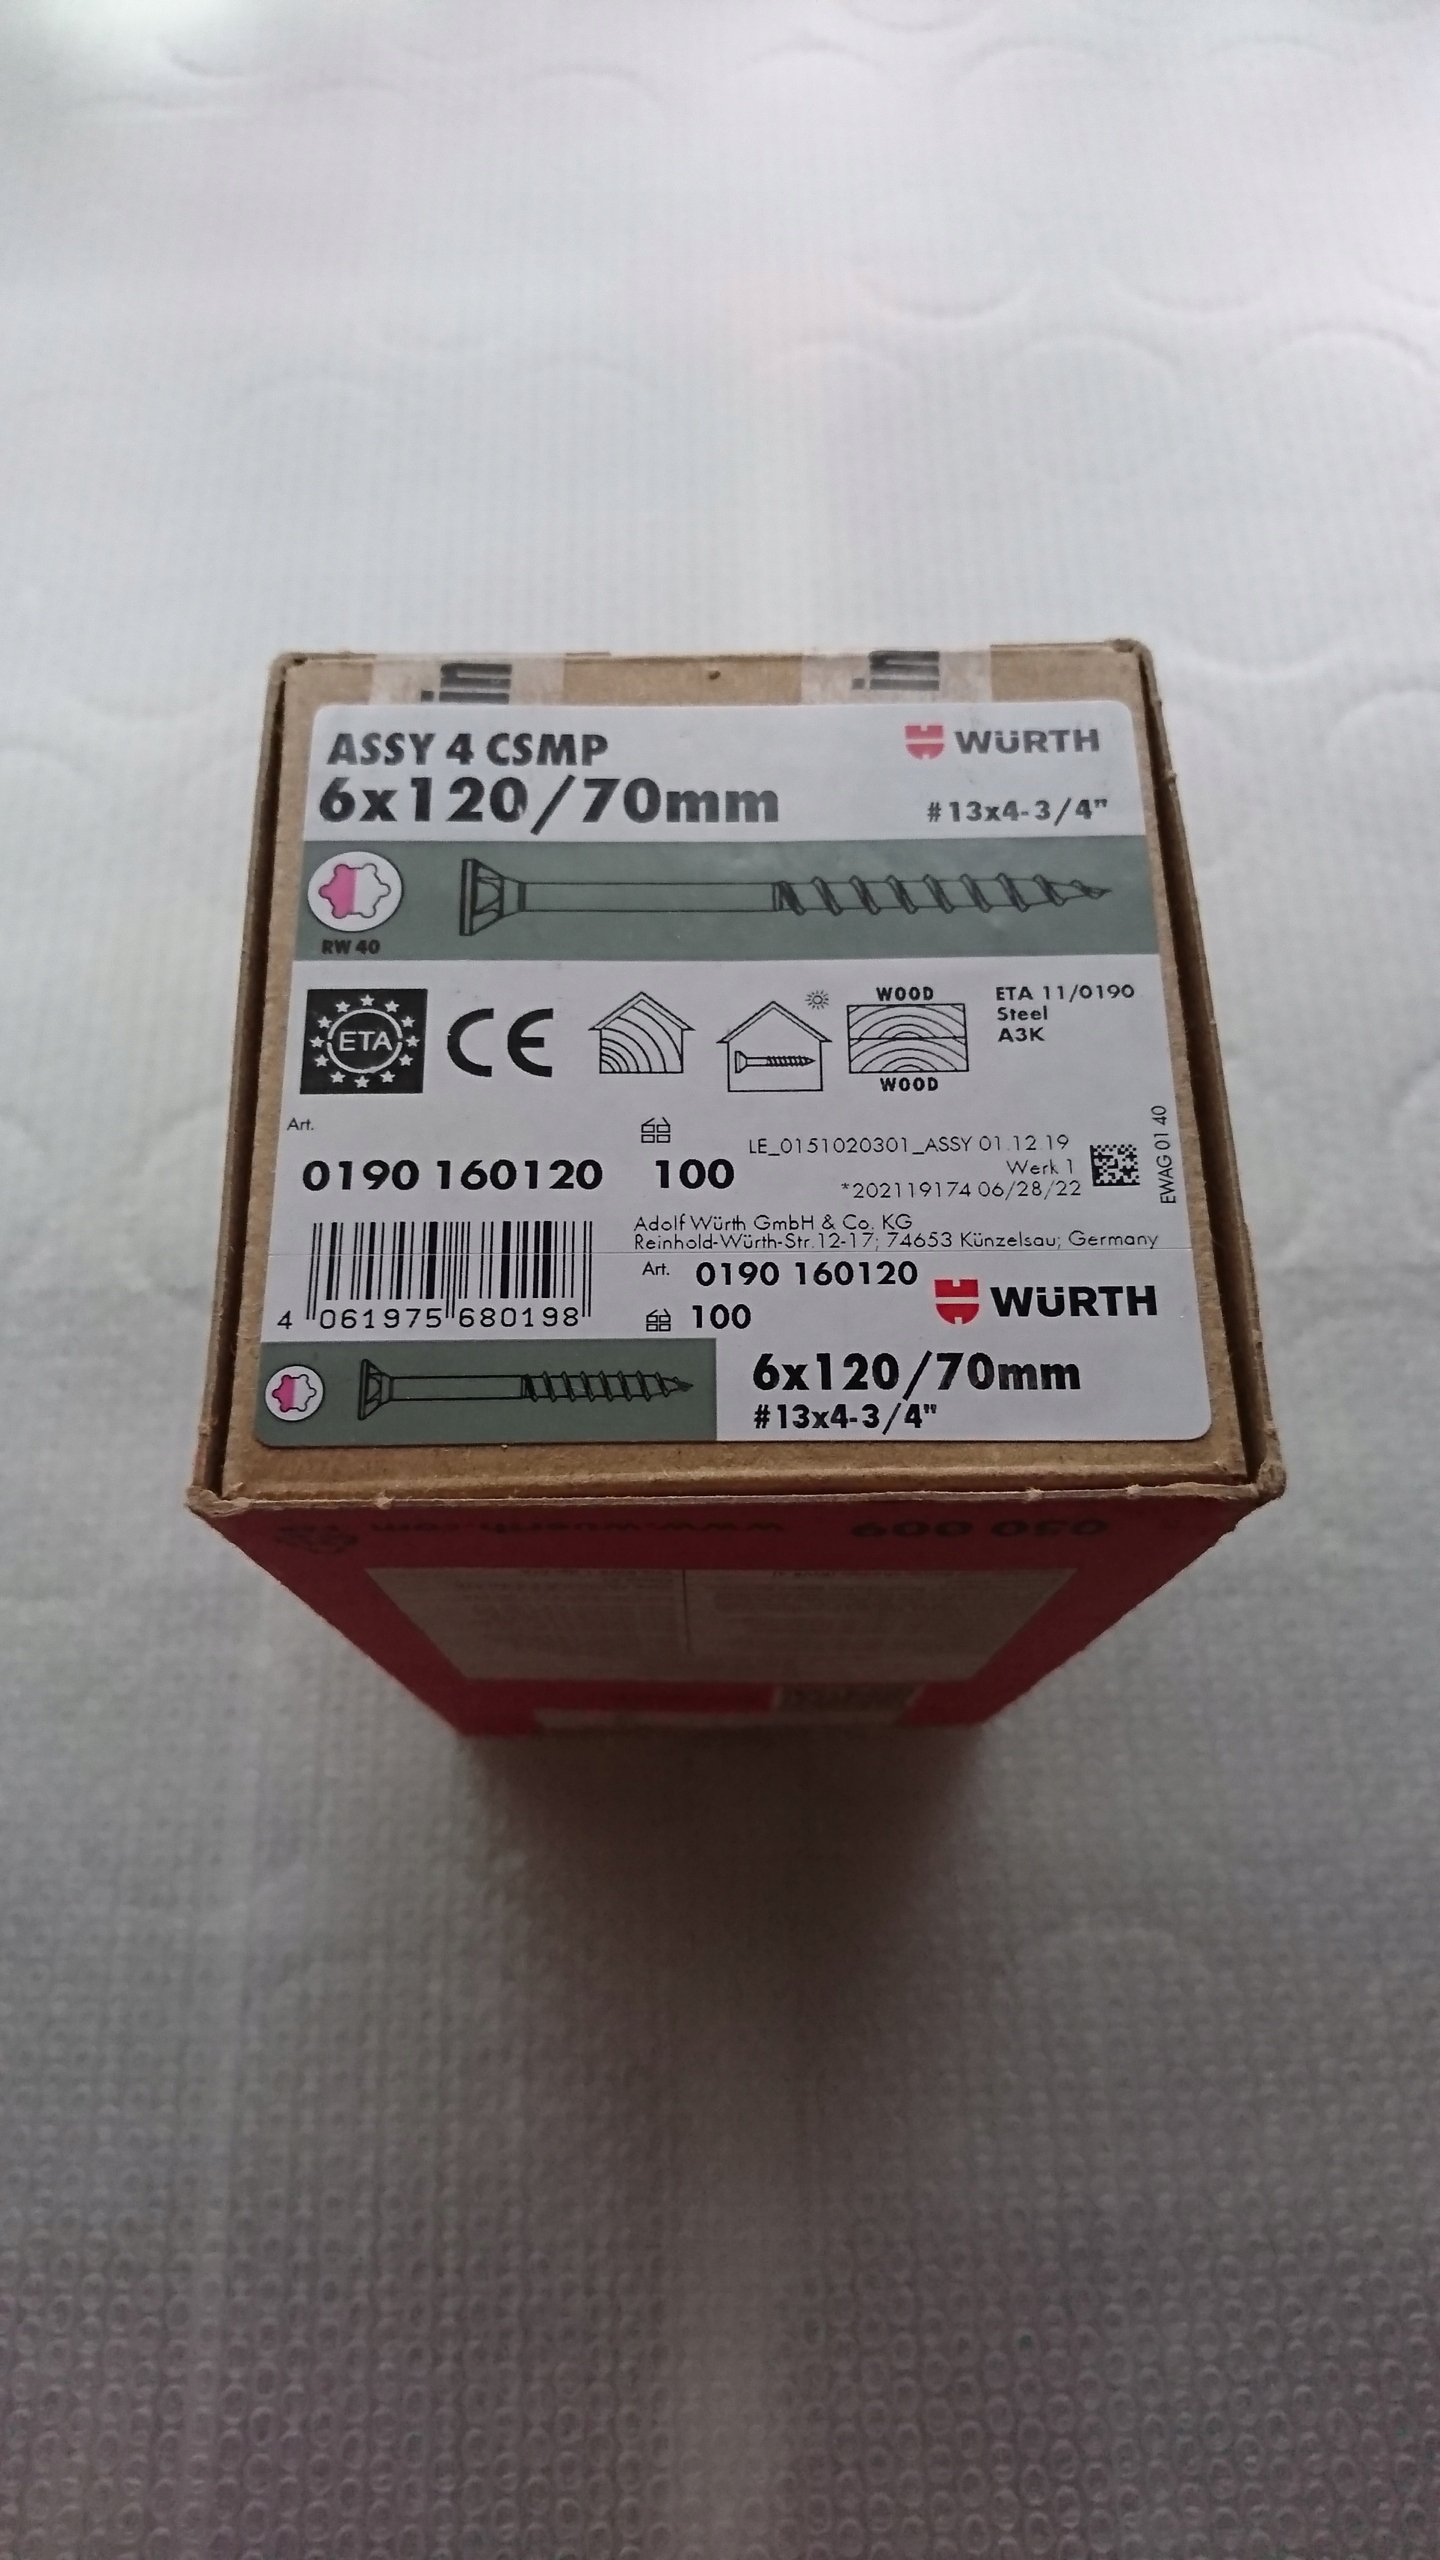 ASSY 4 CSMP
WÜRTH
6x120/70mm
#13x4-3/4"
RW 40
ETA
CE
WOOD
WOOD
ETA 11/0190
Steel
A3K
Art.
0190 160120
100
LE_0151020301_ASSY 01.12.19
Werk 1
*202119174 06/28/22
EWAG 01 40
Adolf Würth GmbH & Co. KG
Reinhold-Würth-Str.12-17; 74653 Künzelsau; Germany
4 061975 680198
Art. 0190 160120
100
WÜRTH
6x120/70mm
#13x4-3/4"
www.wuerth.com